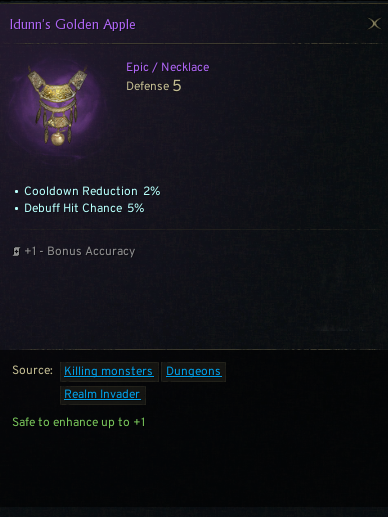 Idunn's Golden Apple
Epic / Necklace
Defense 5
• Cooldown Reduction 2%
• Debuff Hit Chance 5%
+1 - Bonus Accuracy
Source: Killing monsters Dungeons
Realm Invader
Safe to enhance up to +1